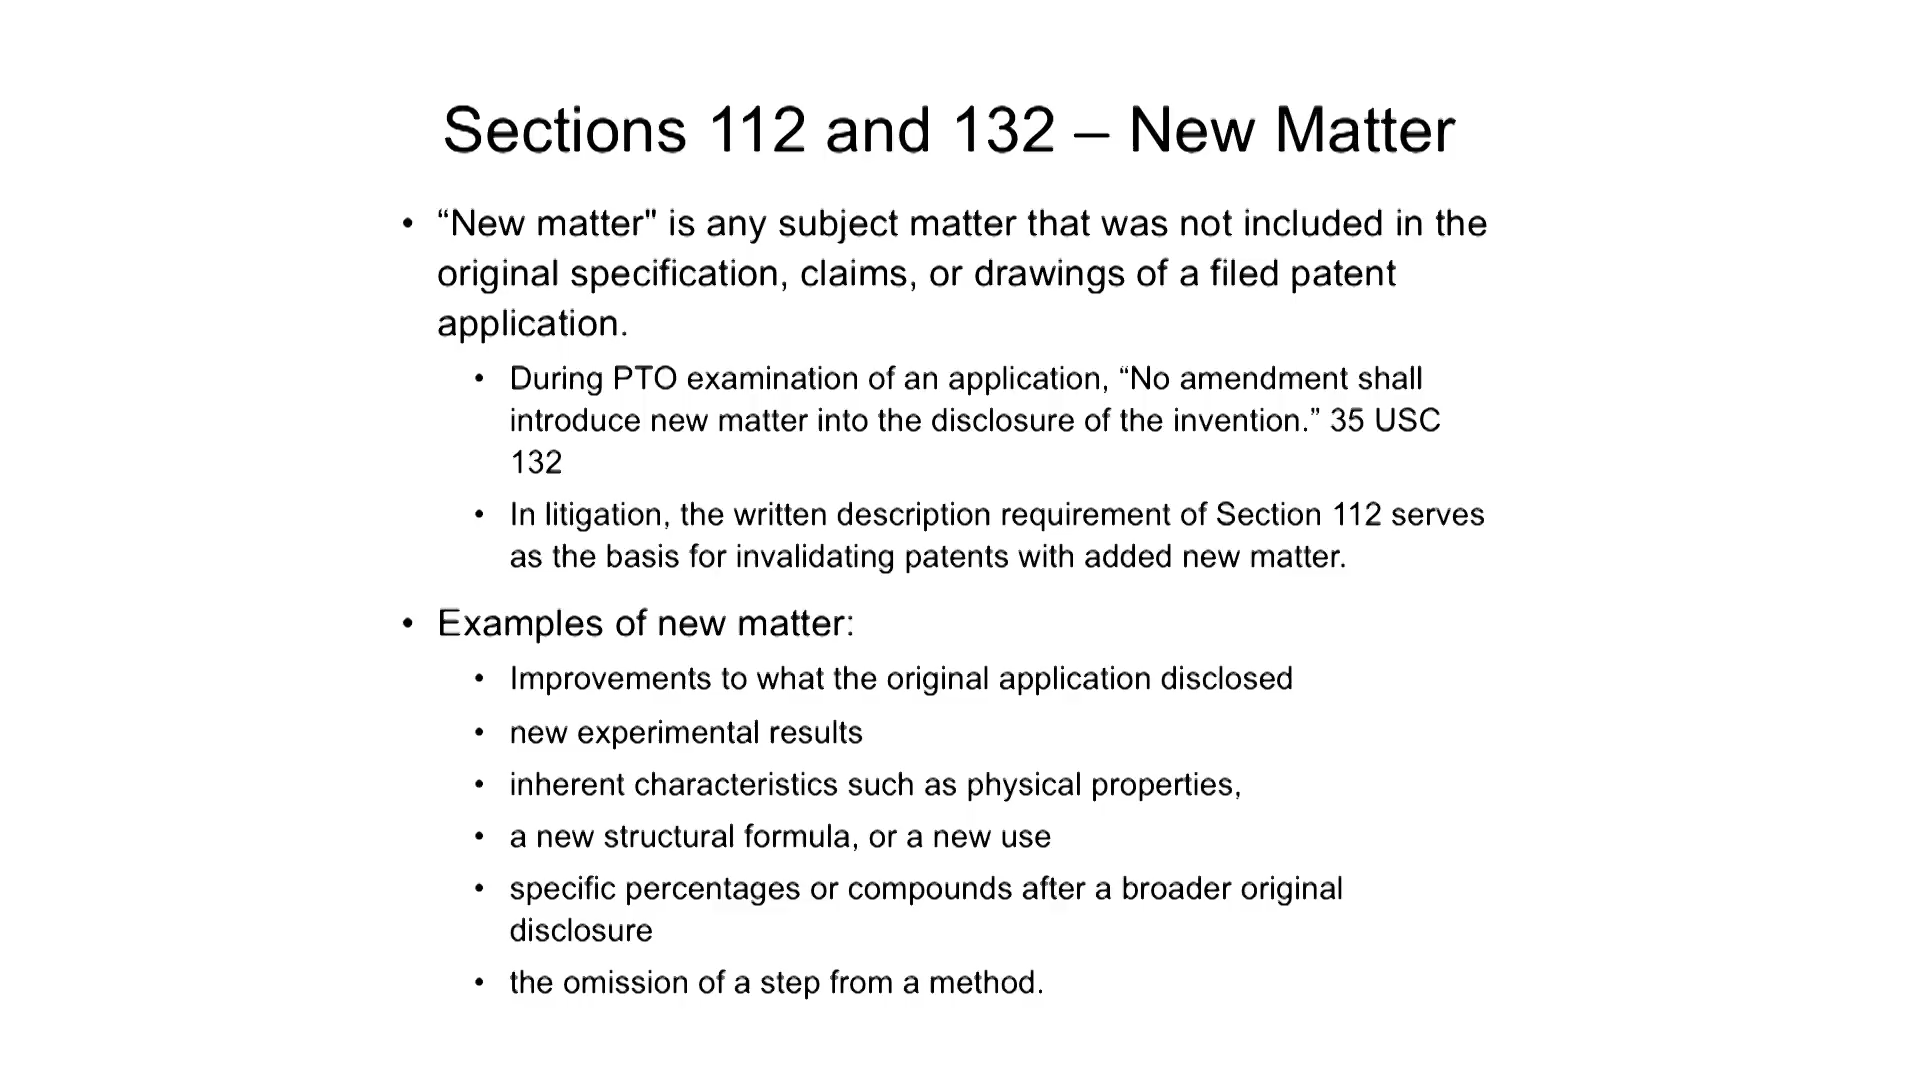 Sections 112 and 132 – New Matter
• “New matter" is any subject matter that was not included in the
original specification, claims, or drawings of a filed patent
application.
• During PTO examination of an application, “No amendment shall
introduce new matter into the disclosure of the invention.” 35 USC
132
• In litigation, the written description requirement of Section 112 serves
as the basis for invalidating patents with added new matter.
• Examples of new matter:
• Improvements to what the original application disclosed
• new experimental results
• inherent characteristics such as physical properties,
• a new structural formula, or a new use
• specific percentages or compounds after a broader original
disclosure
• the omission of a step from a method.